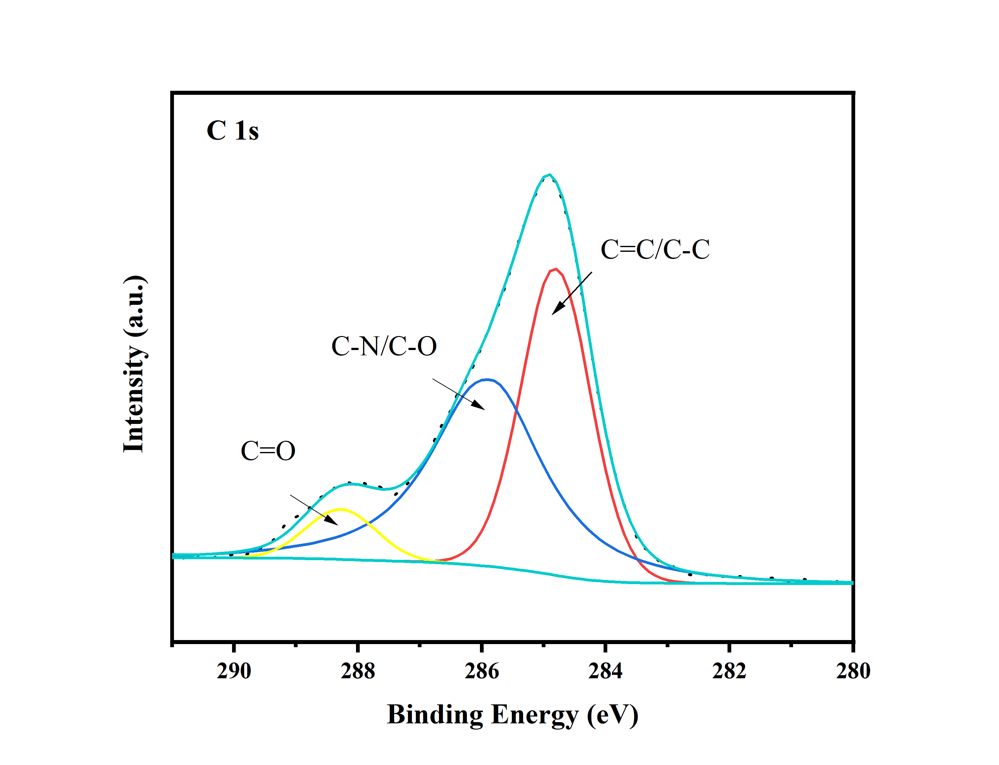 C 1s
C=C/C-C
C-N/C-O
C=O
Intensity (a.u.)
290 288 286 284 282 280
Binding Energy (eV)